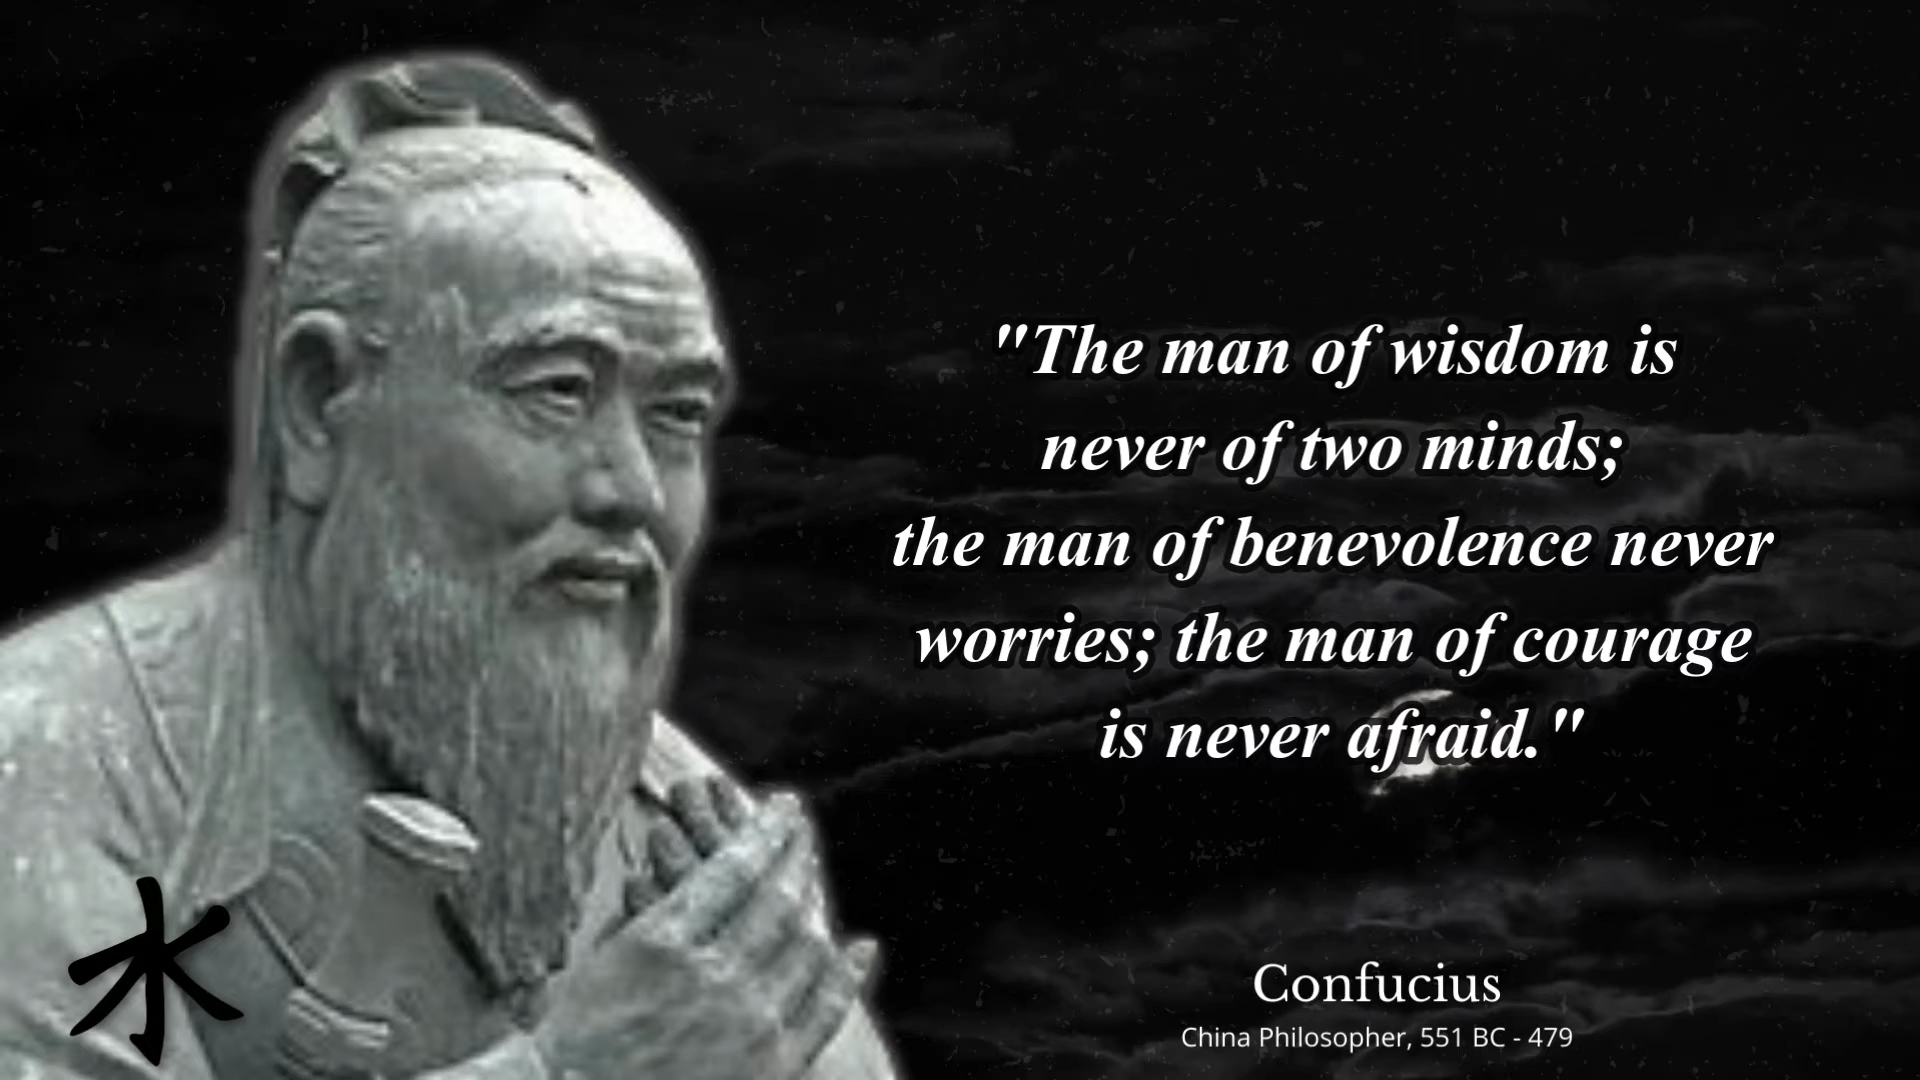 "The man of wisdom is
never of two minds;
the man of benevolence never
worries; the man of courage
is never afraid."
水
Confucius
China Philosopher, 551 BC - 479